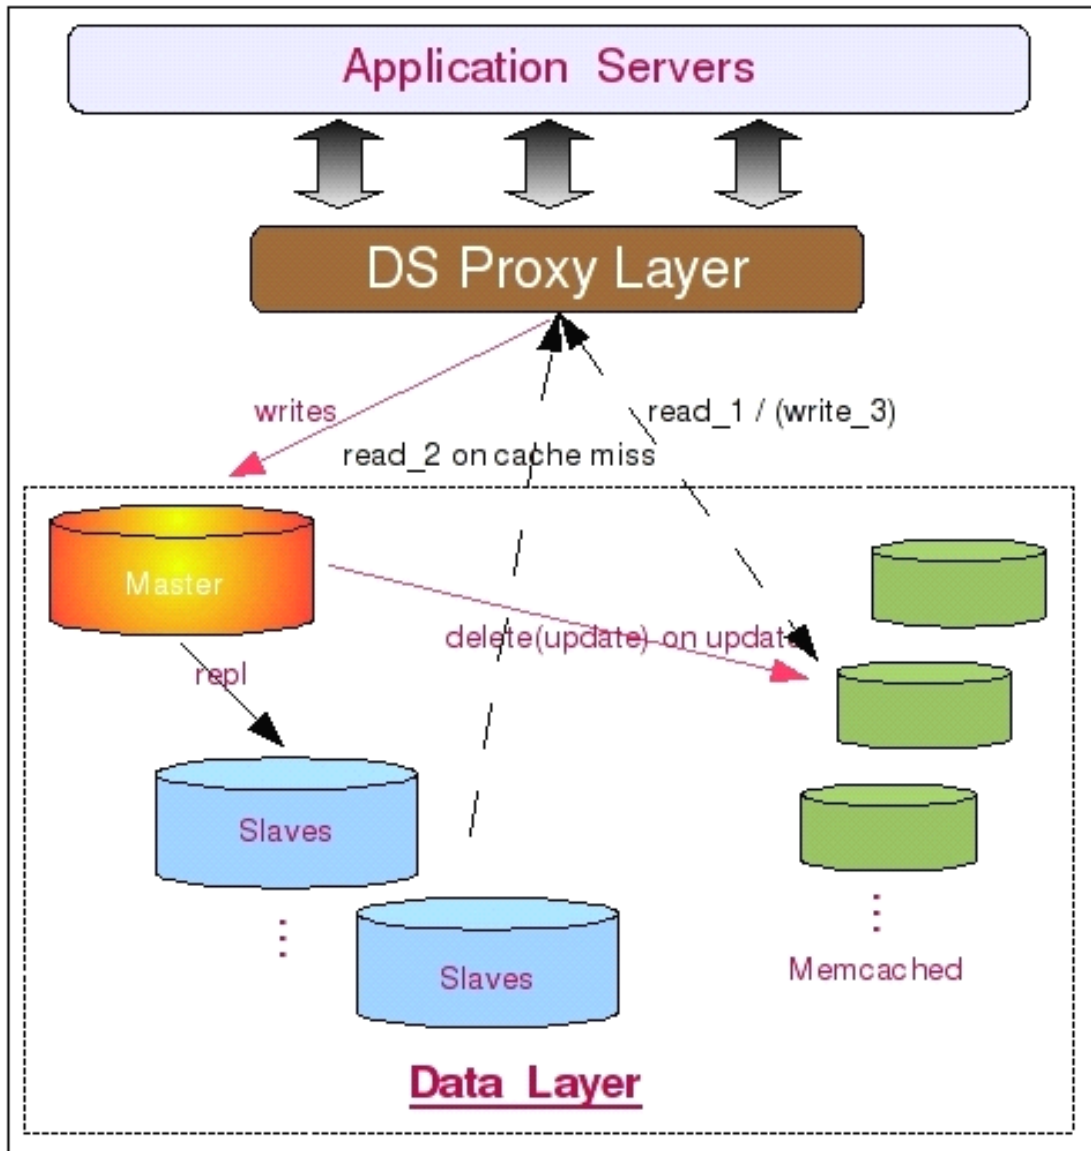 Application Servers
DS Proxy Layer
writes
read_1 / (write_3)
read_2 on cache miss
Master
delete(update) on update
repl
Slaves
Slaves
Memcached
Data Layer